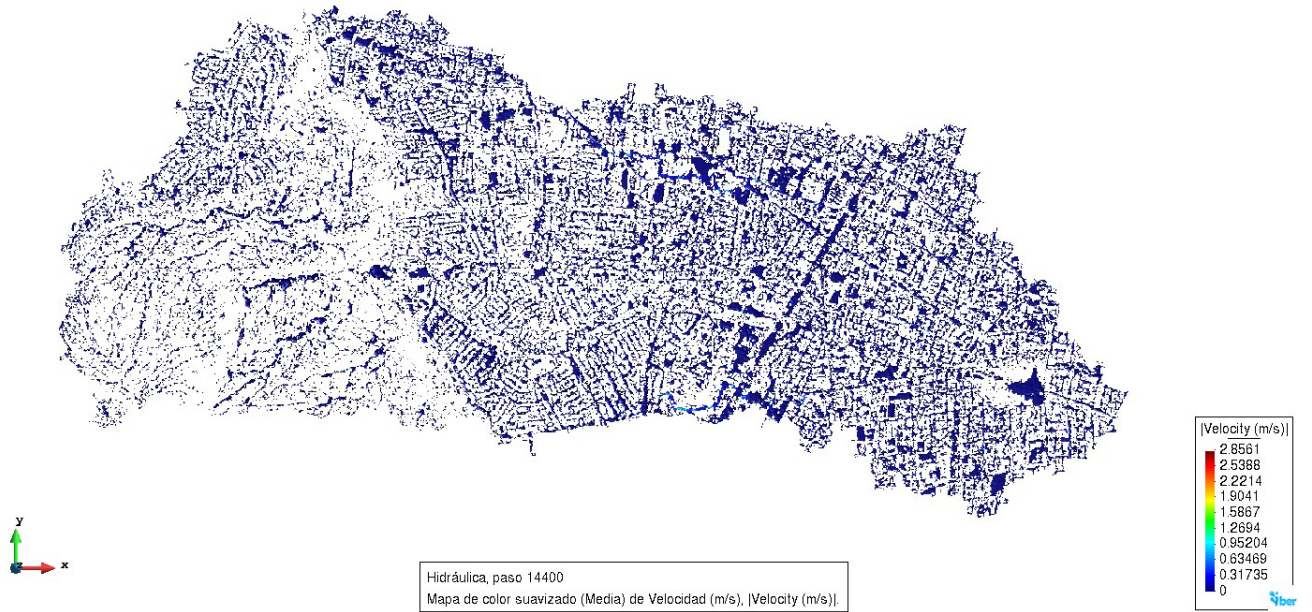 |Velocity (m/s)|
2.8561
2.5388
2.2214
1.9041
1.5867
1.2694
0.95204
0.63469
0.31735
0
y
z
x
Hidráulica, paso 14400
Mapa de color suavizado (Media) de Velocidad (m/s), |Velocity (m/s)|.
iber